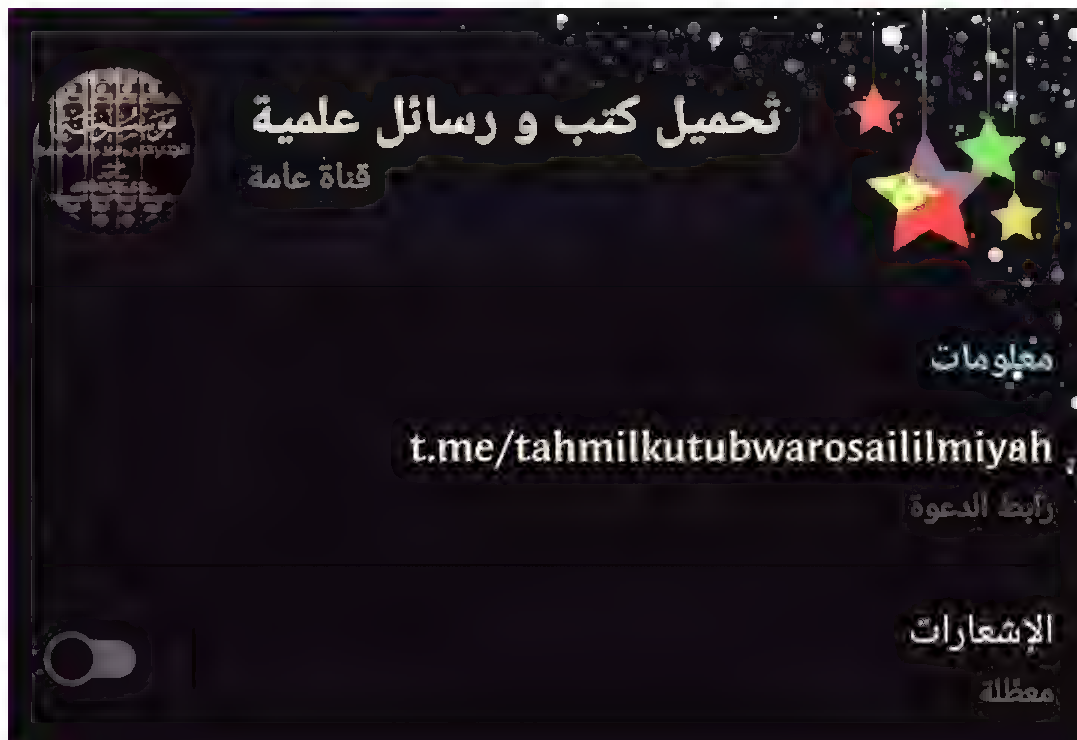 تحميل كتب و رسائل علمية
قناة عامة
معلومات
t.me/tahmilkutubwarosaililmiyah
رابط الدعوة
الإشعارات
معطلة